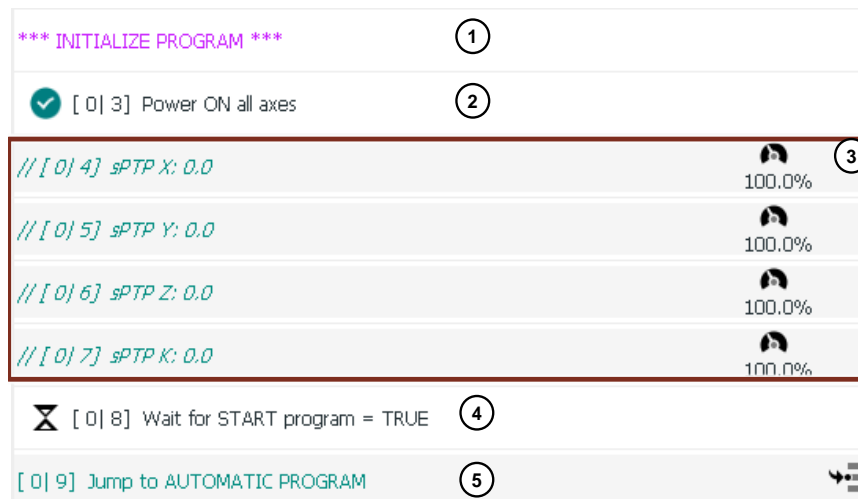 *** INITIALIZE PROGRAM *** 1
[ 0| 3] Power ON all axes 2
// [ 0| 4] sPTP X: 0.0 3
100.0%
// [ 0| 5] sPTP Y: 0.0
100.0%
// [ 0| 6] sPTP Z: 0.0
100.0%
// [ 0| 7] sPTP K: 0.0
100.0%
[ 0| 8] Wait for START program = TRUE 4
[ 0| 9] Jump to AUTOMATIC PROGRAM 5